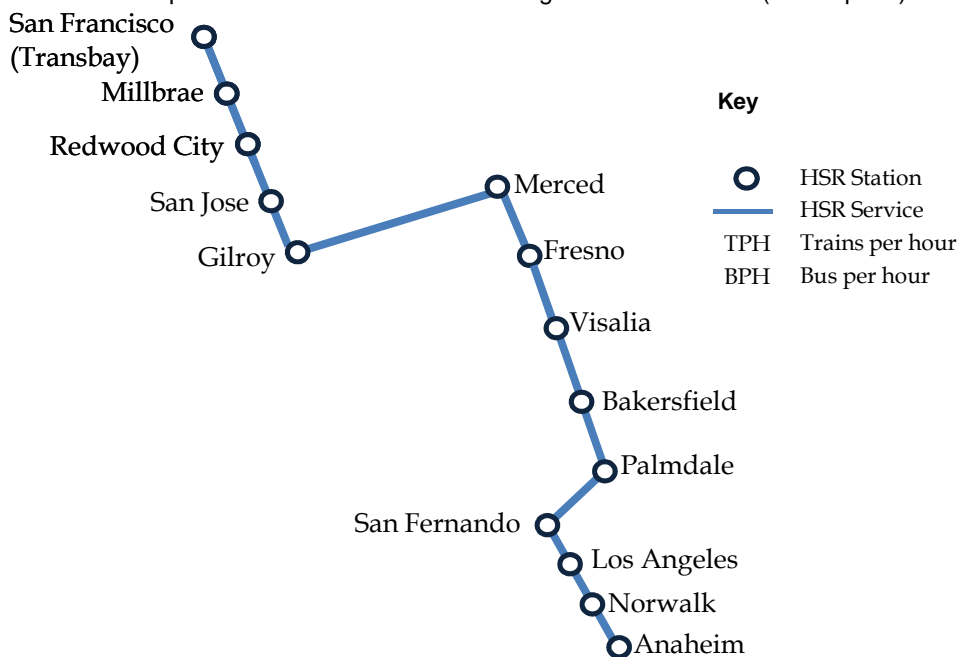 San Francisco
(Transbay)
Millbrae
Redwood City
San Jose
Gilroy
Merced
Fresno
Visalia
Bakersfield
Palmdale
San Fernando
Los Angeles
Norwalk
Anaheim
Key
HSR Station
HSR Service
TPH Trains per hour
BPH Bus per hour